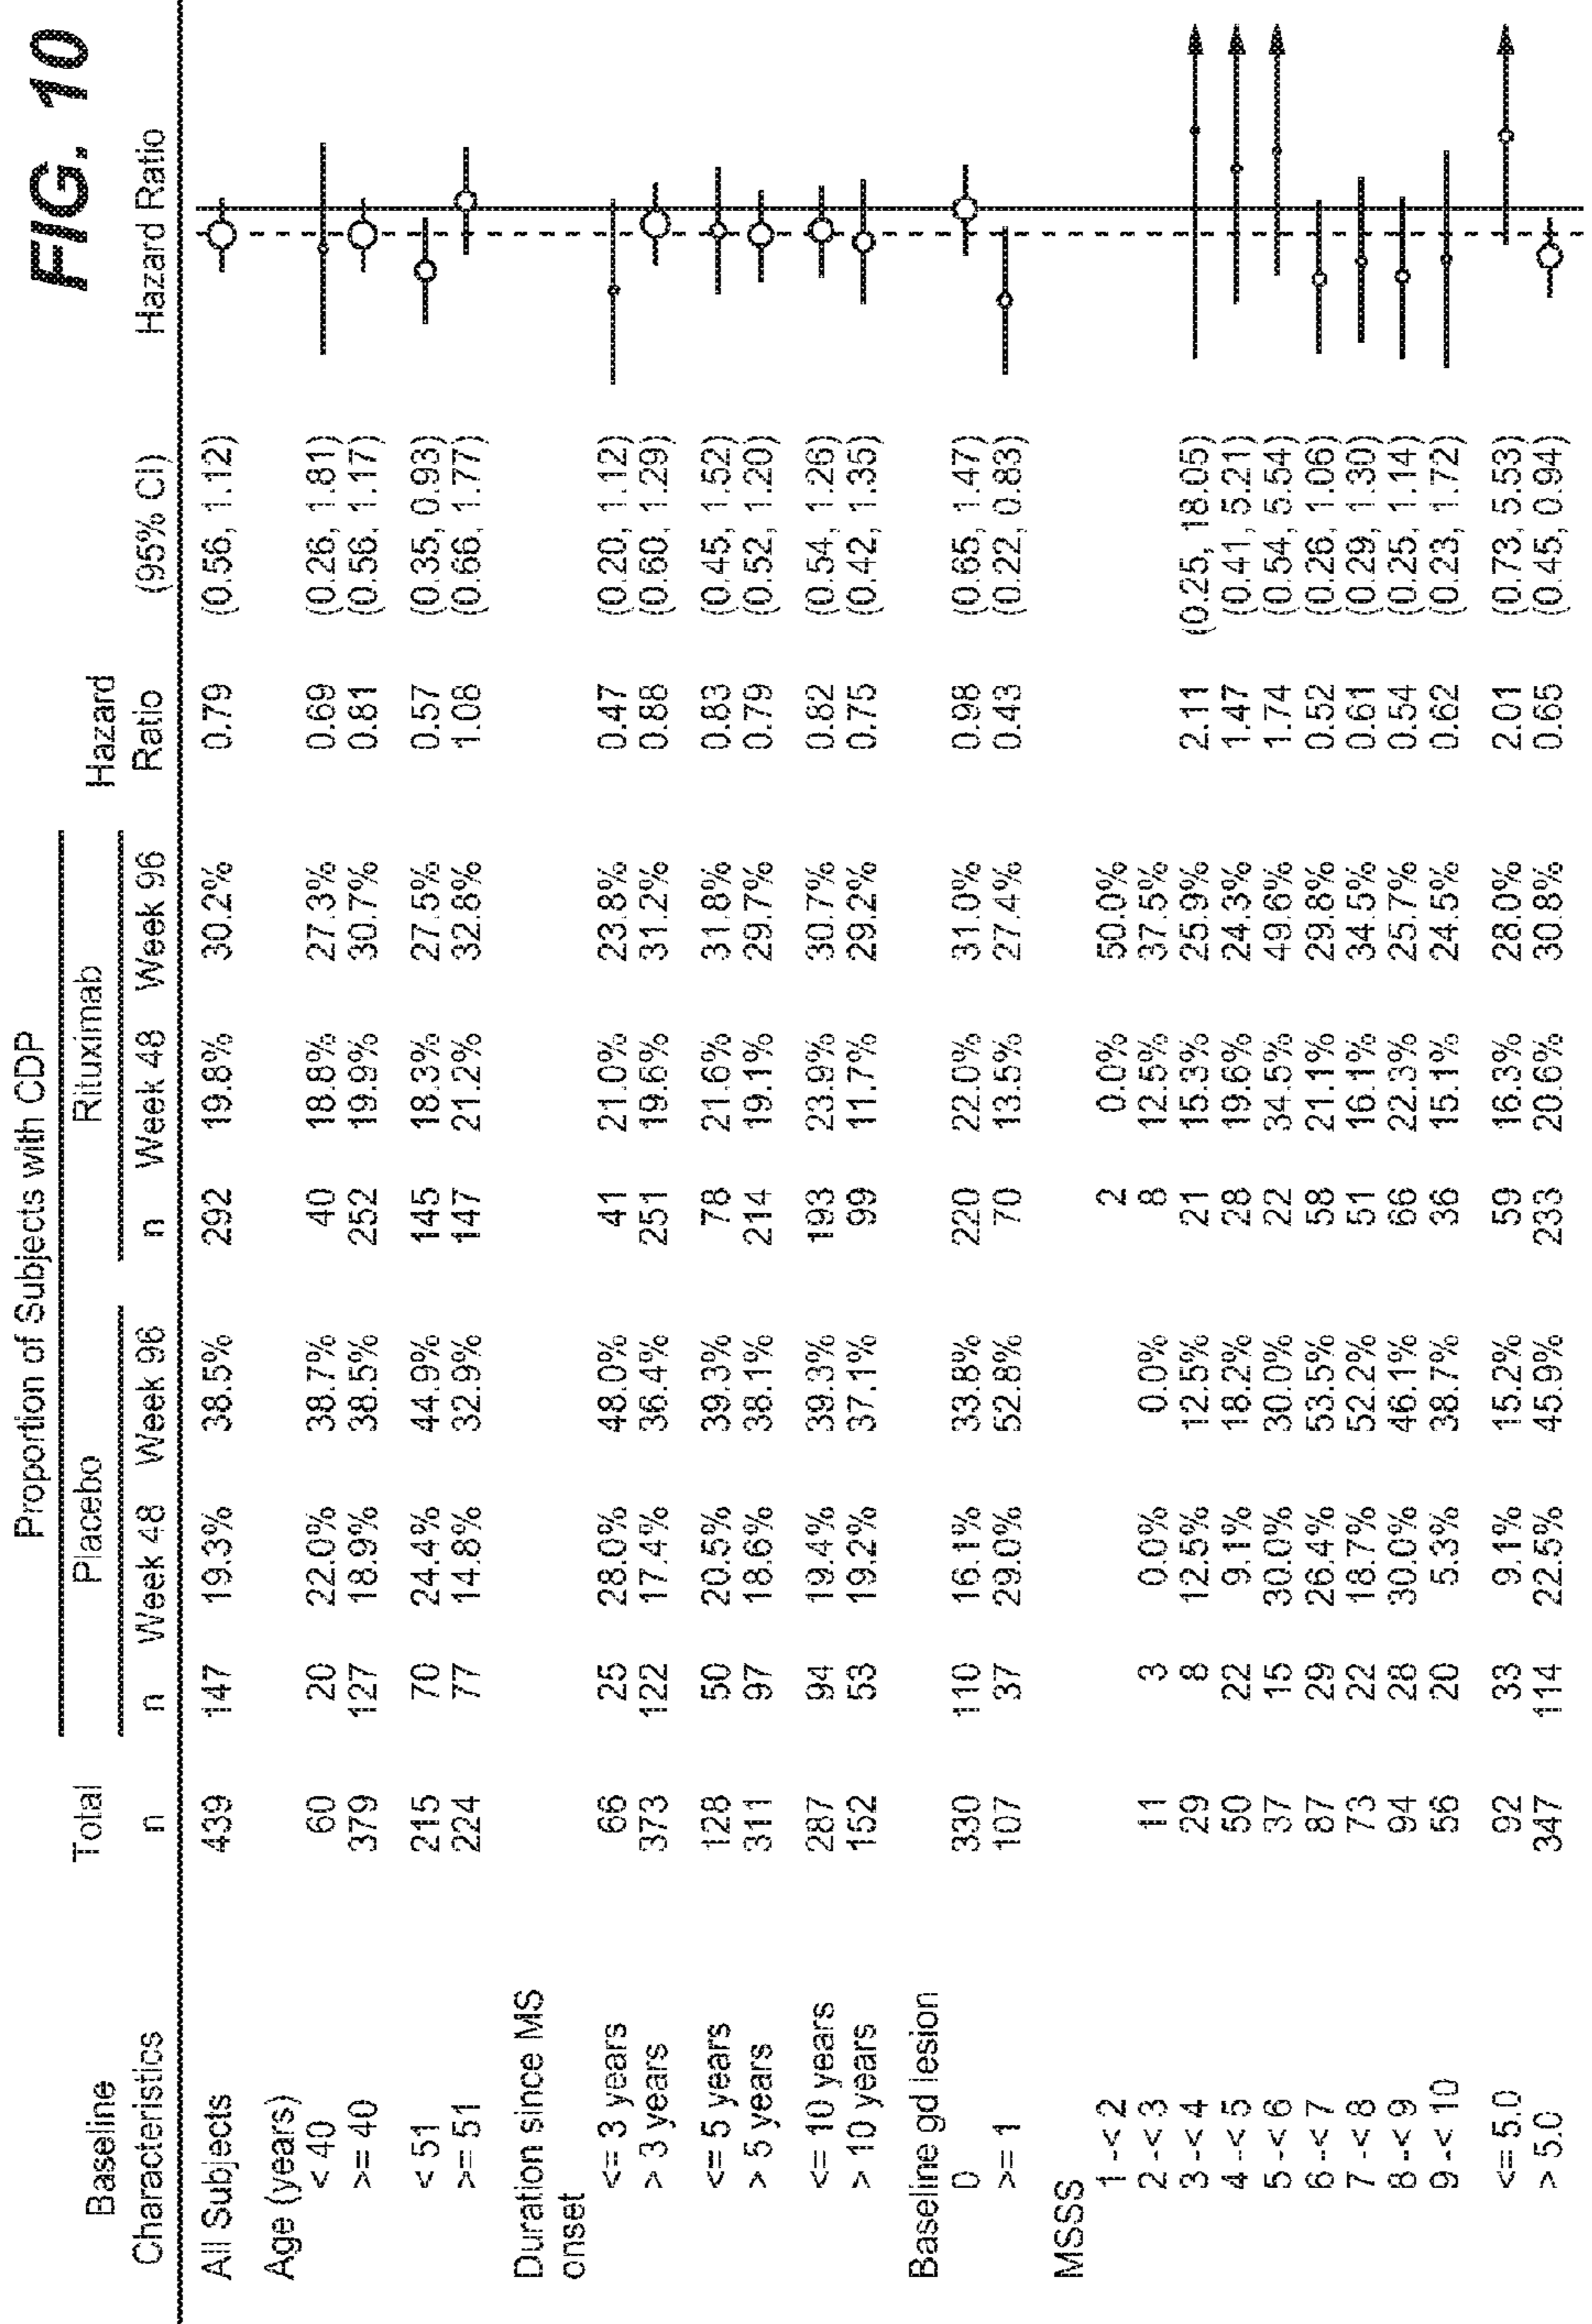 FIG. 10
Proportion of Subjects with CDP
Baseline Total Placebo Rituximab Hazard
Characteristics n n Week 48 Week 96 n Week 48 Week 96 Ratio (95% CI) Hazard Ratio
All Subjects 439 147 19.3% 38.5% 292 19.8% 30.2% 0.79 (0.56, 1.12)
Age (years)
< 40 60 20 22.0% 38.7% 40 18.8% 27.3% 0.69 (0.26, 1.81)
>= 40 379 127 18.9% 38.5% 252 19.9% 30.7% 0.81 (0.56, 1.17)
< 51 215 70 24.4% 44.9% 145 18.3% 27.5% 0.57 (0.35, 0.93)
>= 51 224 77 14.8% 32.9% 147 21.2% 32.8% 1.08 (0.66, 1.77)
Duration since MS
onset
<= 3 years 66 25 28.0% 48.0% 41 21.0% 23.8% 0.47 (0.20, 1.12)
> 3 years 373 122 17.4% 36.4% 251 19.6% 31.2% 0.88 (0.60, 1.29)
<= 5 years 128 50 20.5% 39.3% 78 21.6% 31.8% 0.83 (0.45, 1.52)
> 5 years 311 97 18.6% 38.1% 214 19.1% 29.7% 0.79 (0.52, 1.20)
<= 10 years 287 94 19.4% 39.3% 193 23.9% 30.7% 0.82 (0.54, 1.26)
> 10 years 152 53 19.2% 37.1% 99 11.7% 29.2% 0.75 (0.42, 1.35)
Baseline gd lesion
0 330 110 16.1% 33.8% 220 22.0% 31.0% 0.98 (0.65, 1.47)
>= 1 107 37 29.0% 52.8% 70 13.5% 27.4% 0.43 (0.22, 0.83)
MSSS
1 -< 2 2 0.0% 50.0%
2 -< 3 11 3 0.0% 0.0% 8 12.5% 37.5%
3 -< 4 29 8 12.5% 12.5% 21 15.3% 25.9% 2.11 (0.25, 18.05)
4 -< 5 50 22 9.1% 18.2% 28 19.6% 24.3% 1.47 (0.41, 5.21)
5 -< 6 37 15 30.0% 30.0% 22 34.5% 49.6% 1.74 (0.54, 5.54)
6 -< 7 87 29 26.4% 53.5% 58 21.1% 29.8% 0.52 (0.26, 1.06)
7 -< 8 73 22 18.7% 52.2% 51 16.1% 34.5% 0.61 (0.29, 1.30)
8 -< 9 94 28 30.0% 46.1% 66 22.3% 25.7% 0.54 (0.25, 1.14)
9 -< 10 56 20 5.3% 38.7% 36 15.1% 24.5% 0.62 (0.23, 1.72)
<= 5.0 92 33 9.1% 15.2% 59 16.3% 28.0% 2.01 (0.73, 5.53)
> 5.0 347 114 22.5% 45.9% 233 20.6% 30.8% 0.65 (0.45, 0.94)